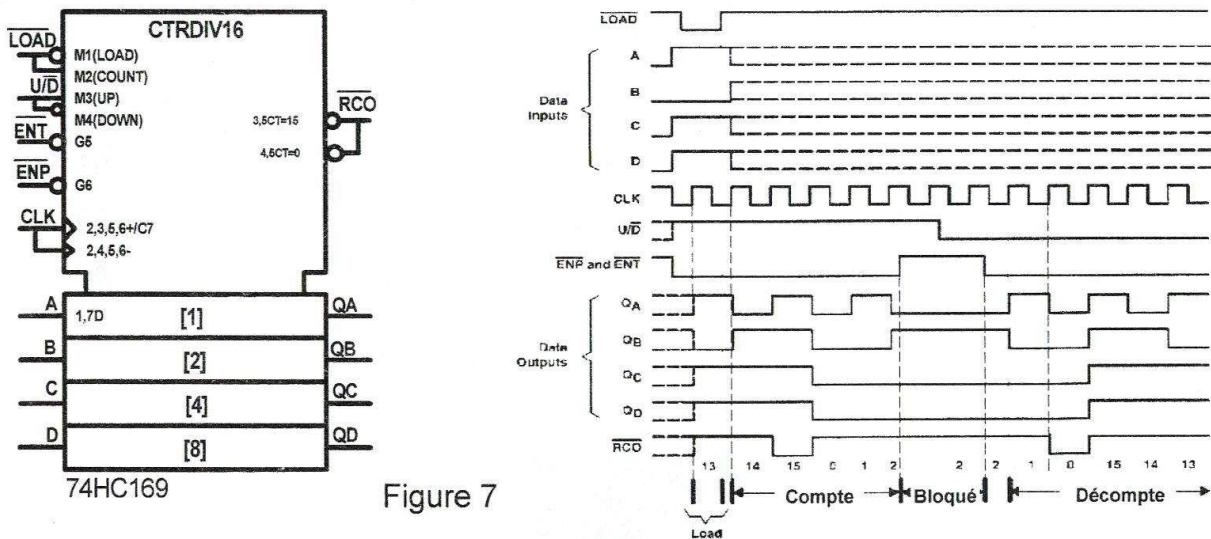 CTRDIV16
LOAD
M1(LOAD)
M2(COUNT)
U/D
M3(UP)
M4(DOWN)
ENT
G5
ENP
G6
CLK
2,3,5,6+/C7
2,4,5,6-
3,5CT=15
4,5CT=0
RCO
A
1,7D
[1]
QA
B
[2]
QB
C
[4]
QC
D
[8]
QD
74HC169
Figure 7
LOAD
Data
Inputs
A
B
C
D
CLK
U/D
ENP and ENT
Data
Outputs
QA
QB
QC
QD
RCO
13 14 15 0 1 2 2 2 1 0 15 14 13
Compte Bloqué Décompte
Load